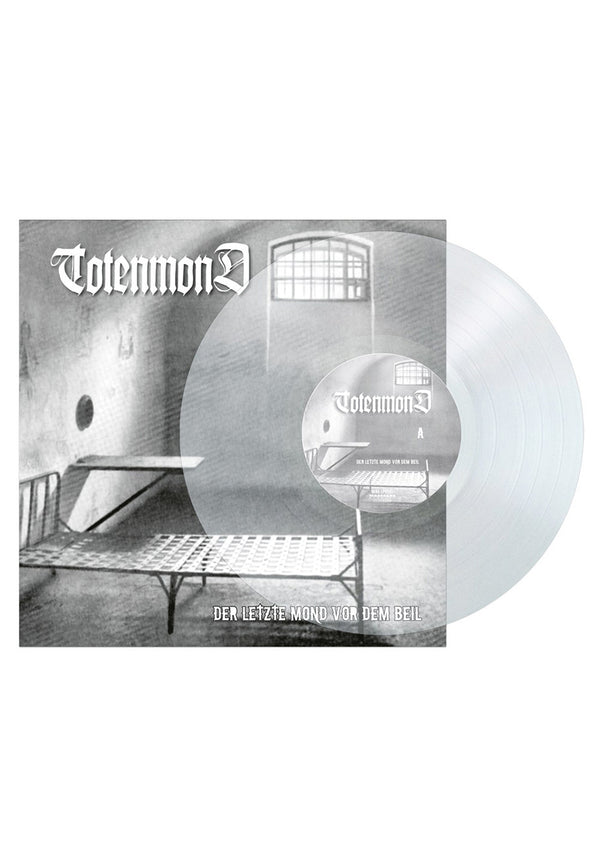 Totenmond
DER LETZTE MOND VOR DEM BEIL
Totenmond
A
DER LETZTE MOND VOR DEM BEIL